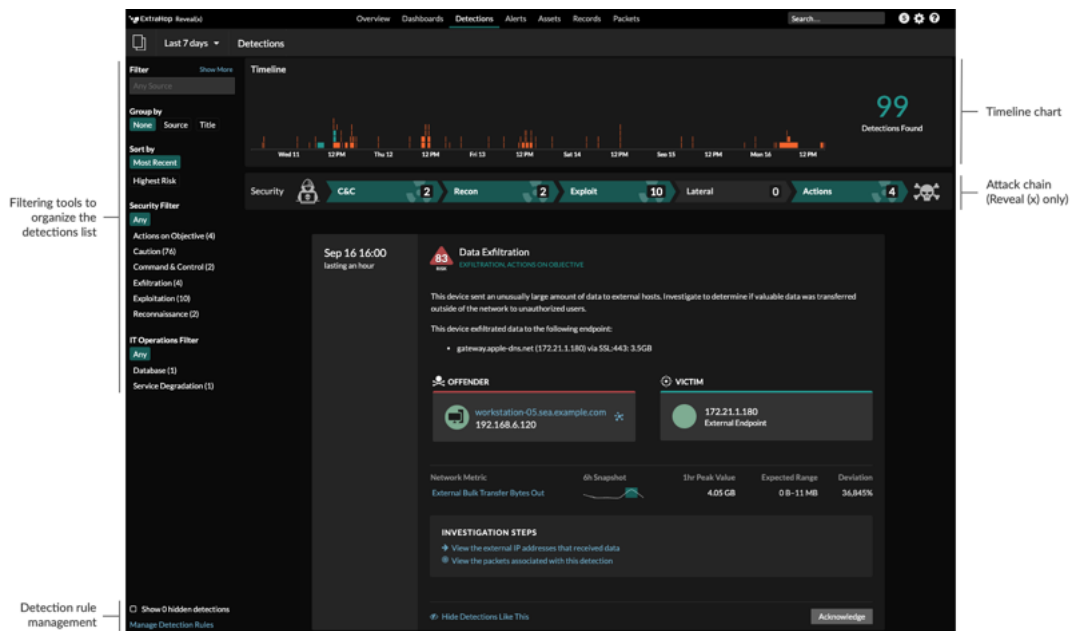 ExtraHop Reveal(x)
Overview Dashboards Detections Alerts Assets Records Packets
Search...
Last 7 days
Detections
Filtering tools to
organize the
detections list
Filter Show More
Any Source
Group by
None Source Title
Sort by
Most Recent
Highest Risk
Security Filter
Any
Actions on Objective (4)
Caution (76)
Command & Control (2)
Exfiltration (4)
Exploitation (10)
Reconnaissance (2)
IT Operations Filter
Any
Database (1)
Service Degradation (1)
Detection rule
management
Show 0 hidden detections
Manage Detection Rules
Timeline
99
Detections Found
Wed 11 12 PM Thu 12 12 PM Fri 13 12 PM Sat 14 12 PM Sun 15 12 PM Mon 16 12 PM
Timeline chart
Security C&C 2 Recon 2 Exploit 10 Lateral 0 Actions 4
Attack chain
(Reveal (x) only)
Sep 16 16:00
lasting an hour
83
RISK
Data Exfiltration
EXFILTRATION, ACTIONS ON OBJECTIVE
This device sent an unusually large amount of data to external hosts. Investigate to determine if valuable data was transferred
outside of the network to unauthorized users.
This device exfiltrated data to the following endpoint:
• gateway.apple-dns.net (172.21.1.180) via SSL:443: 3.5GB
OFFENDER
workstation-05.sea.example.com
192.168.6.120
VICTIM
172.21.1.180
External Endpoint
Network Metric 6h Snapshot 1hr Peak Value Expected Range Deviation
External Bulk Transfer Bytes Out 4.05 GB 0 B–11 MB 36,845%
INVESTIGATION STEPS
View the external IP addresses that received data
View the packets associated with this detection
Hide Detections Like This
Acknowledge